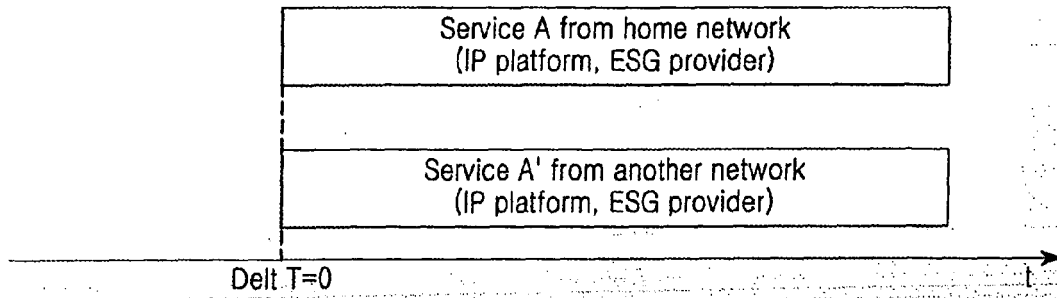 Service A from home network
(IP platform, ESG provider)
Service A' from another network
(IP platform, ESG provider)
Delt T=0
t